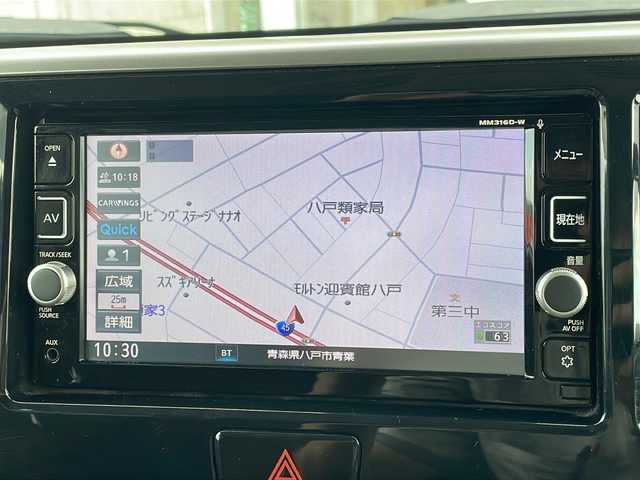 MM316D-W
OPEN
メニュー
10:18
CARWINGS
八戸類家局
リビングステージナナオ
AV
現在地
Quick
1
TRACK/SEEK
音量
広域
スズキアリーナ
25m
モルトン迎賓館八戸
家3
第三中
詳細
PUSH
SOURCE
PUSH
AV OFF
45
エコスコア
63
AUX
10:30
BT
青森県八戸市青葉
OPT